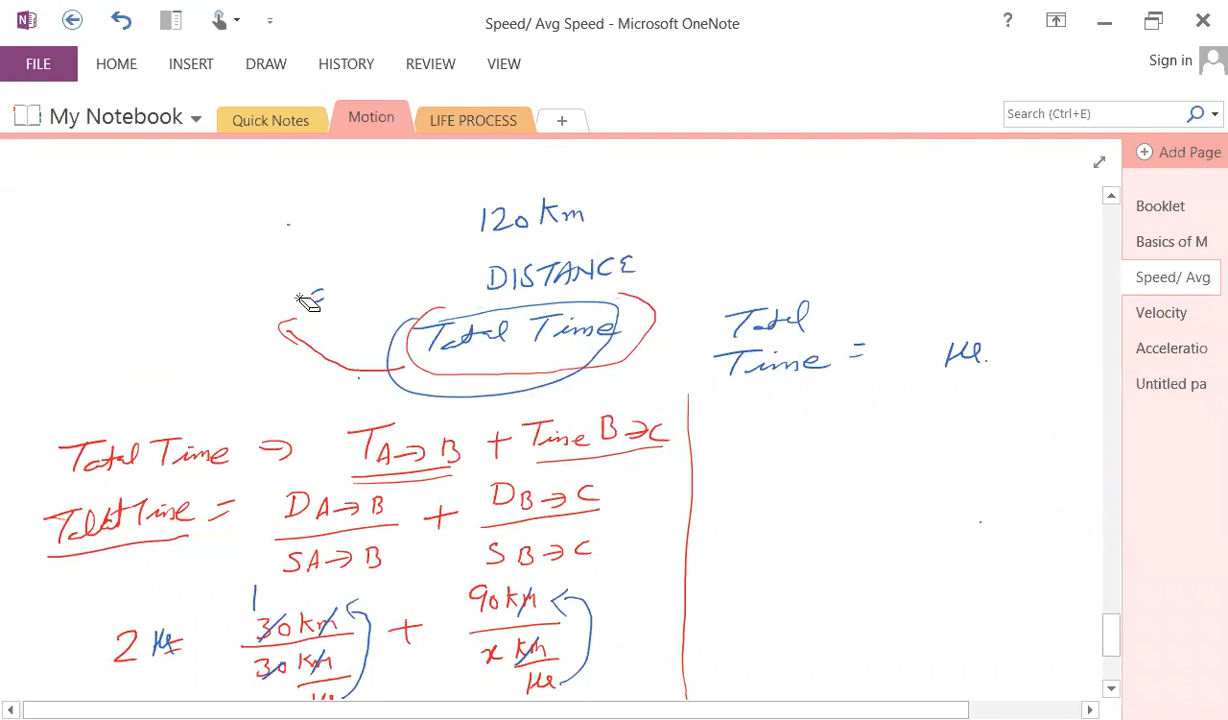 Speed/ Avg Speed - Microsoft OneNote
?
FILE HOME INSERT DRAW HISTORY REVIEW VIEW
Sign in
My Notebook Quick Notes Motion LIFE PROCESS +
Search (Ctrl+E)
Add Page
Booklet
Basics of M
Speed/ Avg
Velocity
Acceleratio
Untitled pa
120 km
DISTANCE
=
Total Time
Total
Time = Hr.
Total Time ⇒ TA→B + Time B⇒C
Total Time = DA→B + DB→C
SA→B SB→C
1
2 Hr = 30 km + 90 km
30 km x km
Hr Hr